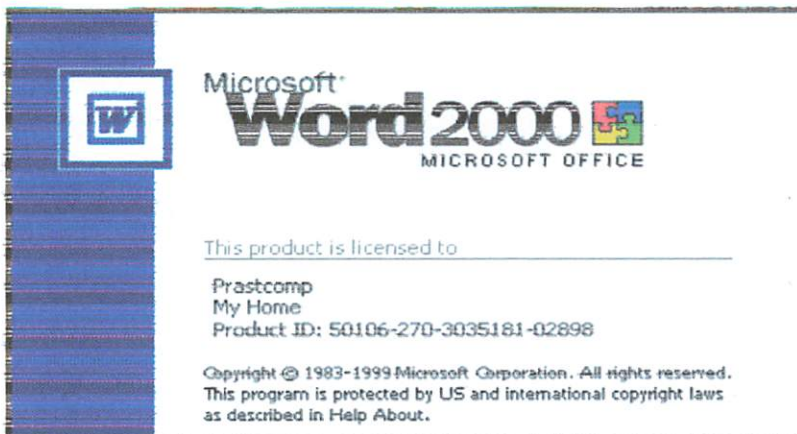 Microsoft
Word 2000
MICROSOFT OFFICE
W
This product is licensed to
Prastcomp
My Home
Product ID: 50106-270-3035181-02898
Copyright © 1983-1999 Microsoft Corporation. All rights reserved.
This program is protected by US and international copyright laws
as described in Help About.